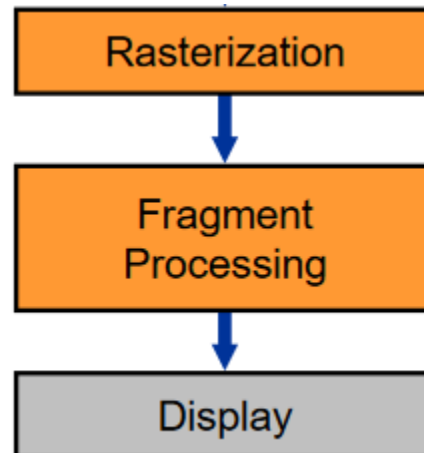 Rasterization
Fragment
Processing
Display